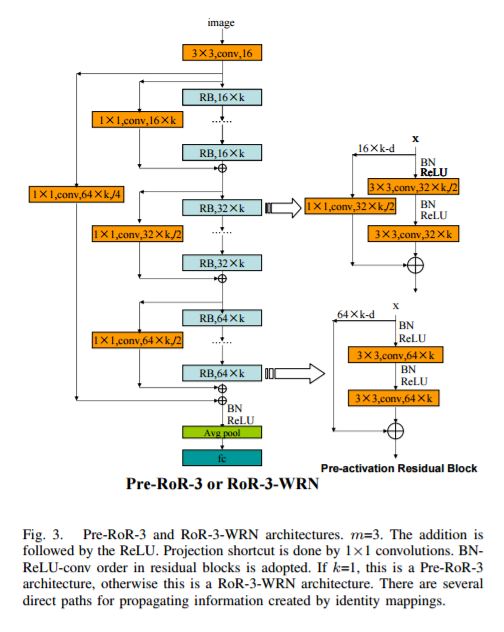 image
3×3,conv,16
RB,16×k
1×1,conv,16×k
......
RB,16×k
1×1,conv,64×k,/4
RB,32×k
......
1×1,conv,32×k,/2
RB,32×k
RB,64×k
......
1×1,conv,64×k,/2
RB,64×k
BN
ReLU
Avg pool
fc
x
16×k-d
BN
ReLU
3×3,conv,32×k,/2
1×1,conv,32×k,/2
BN
ReLU
3×3,conv,32×k
x
64×k-d
BN
ReLU
3×3,conv,64×k
BN
ReLU
3×3,conv,64×k
Pre-activation Residual Block
Pre-RoR-3 or RoR-3-WRN
Fig. 3. Pre-RoR-3 and RoR-3-WRN architectures. m=3. The addition is
followed by the ReLU. Projection shortcut is done by 1×1 convolutions. BN-
ReLU-conv order in residual blocks is adopted. If k=1, this is a Pre-RoR-3
architecture, otherwise this is a RoR-3-WRN architecture. There are several
direct paths for propagating information created by identity mappings.